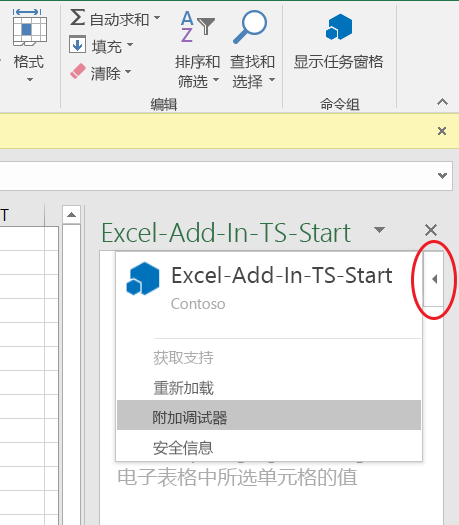 格式
自动求和
填充
清除
排序和
筛选
查找和
选择
编辑
显示任务窗格
命令组
T
Excel-Add-In-TS-Start
Excel-Add-In-TS-Start
Contoso
获取支持
重新加载
附加调试器
安全信息
电子表格中所选单元格的值